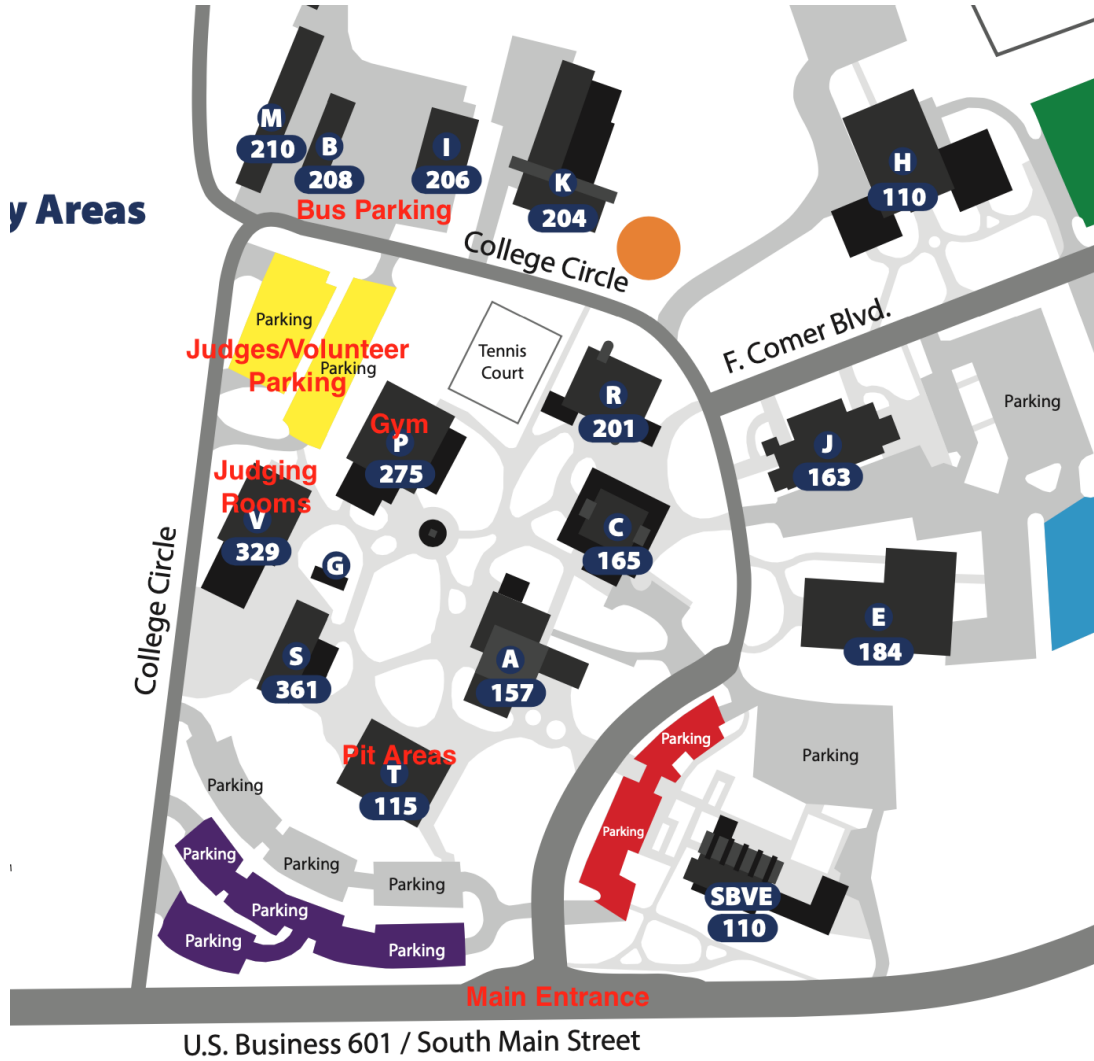 M
210
B
208
I
206
K
204
H
110
y Areas
Bus Parking
College Circle
F. Comer Blvd.
Parking
Judges/Volunteer
Parking
Parking
Tennis
Court
R
201
Parking
Gym
P
275
J
163
Judging
Rooms
V
329
C
165
G
College Circle
S
361
A
157
E
184
Parking
Pit Areas
T
115
Parking
Parking
Parking
Parking
Parking
Parking
Parking
Parking
Parking
Parking
SBVE
110
Main Entrance
U.S. Business 601 / South Main Street